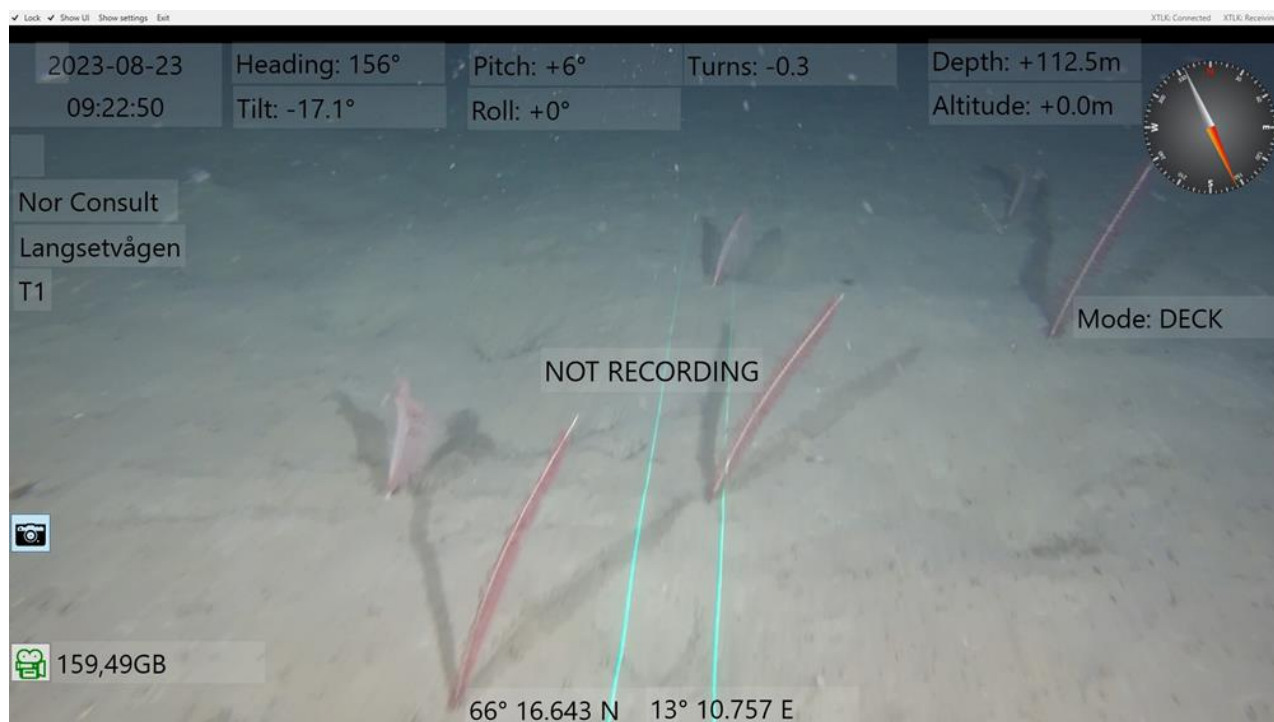 Lock Show UI Show settings Exit XTLK: Connected XTLK: Receiving
2023-08-23 Heading: 156° Pitch: +6° Turns: -0.3 Depth: +112.5m
09:22:50 Tilt: -17.1° Roll: +0° Altitude: +0.0m
Nor Consult
Langsetvågen
T1
Mode: DECK
NOT RECORDING
159,49GB
66° 16.643 N 13° 10.757 E